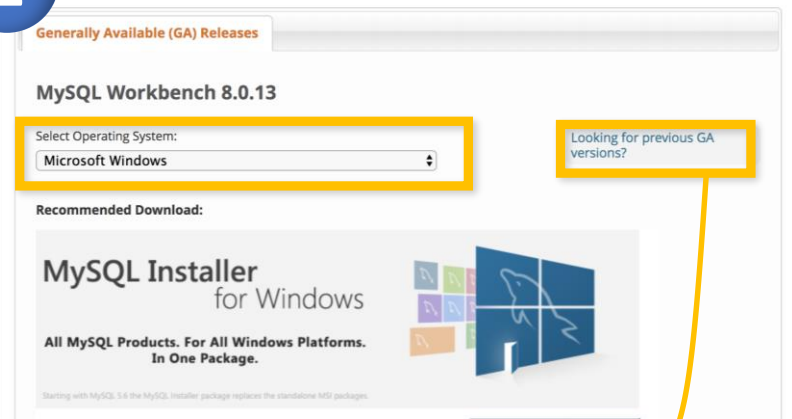 Generally Available (GA) Releases
MySQL Workbench 8.0.13
Select Operating System:
Microsoft Windows
Looking for previous GA
versions?
Recommended Download:
MySQL Installer
for Windows
All MySQL Products. For All Windows Platforms.
In One Package.
Starting with MySQL 5.6 the MySQL Installer package replaces the standalone MSI packages.